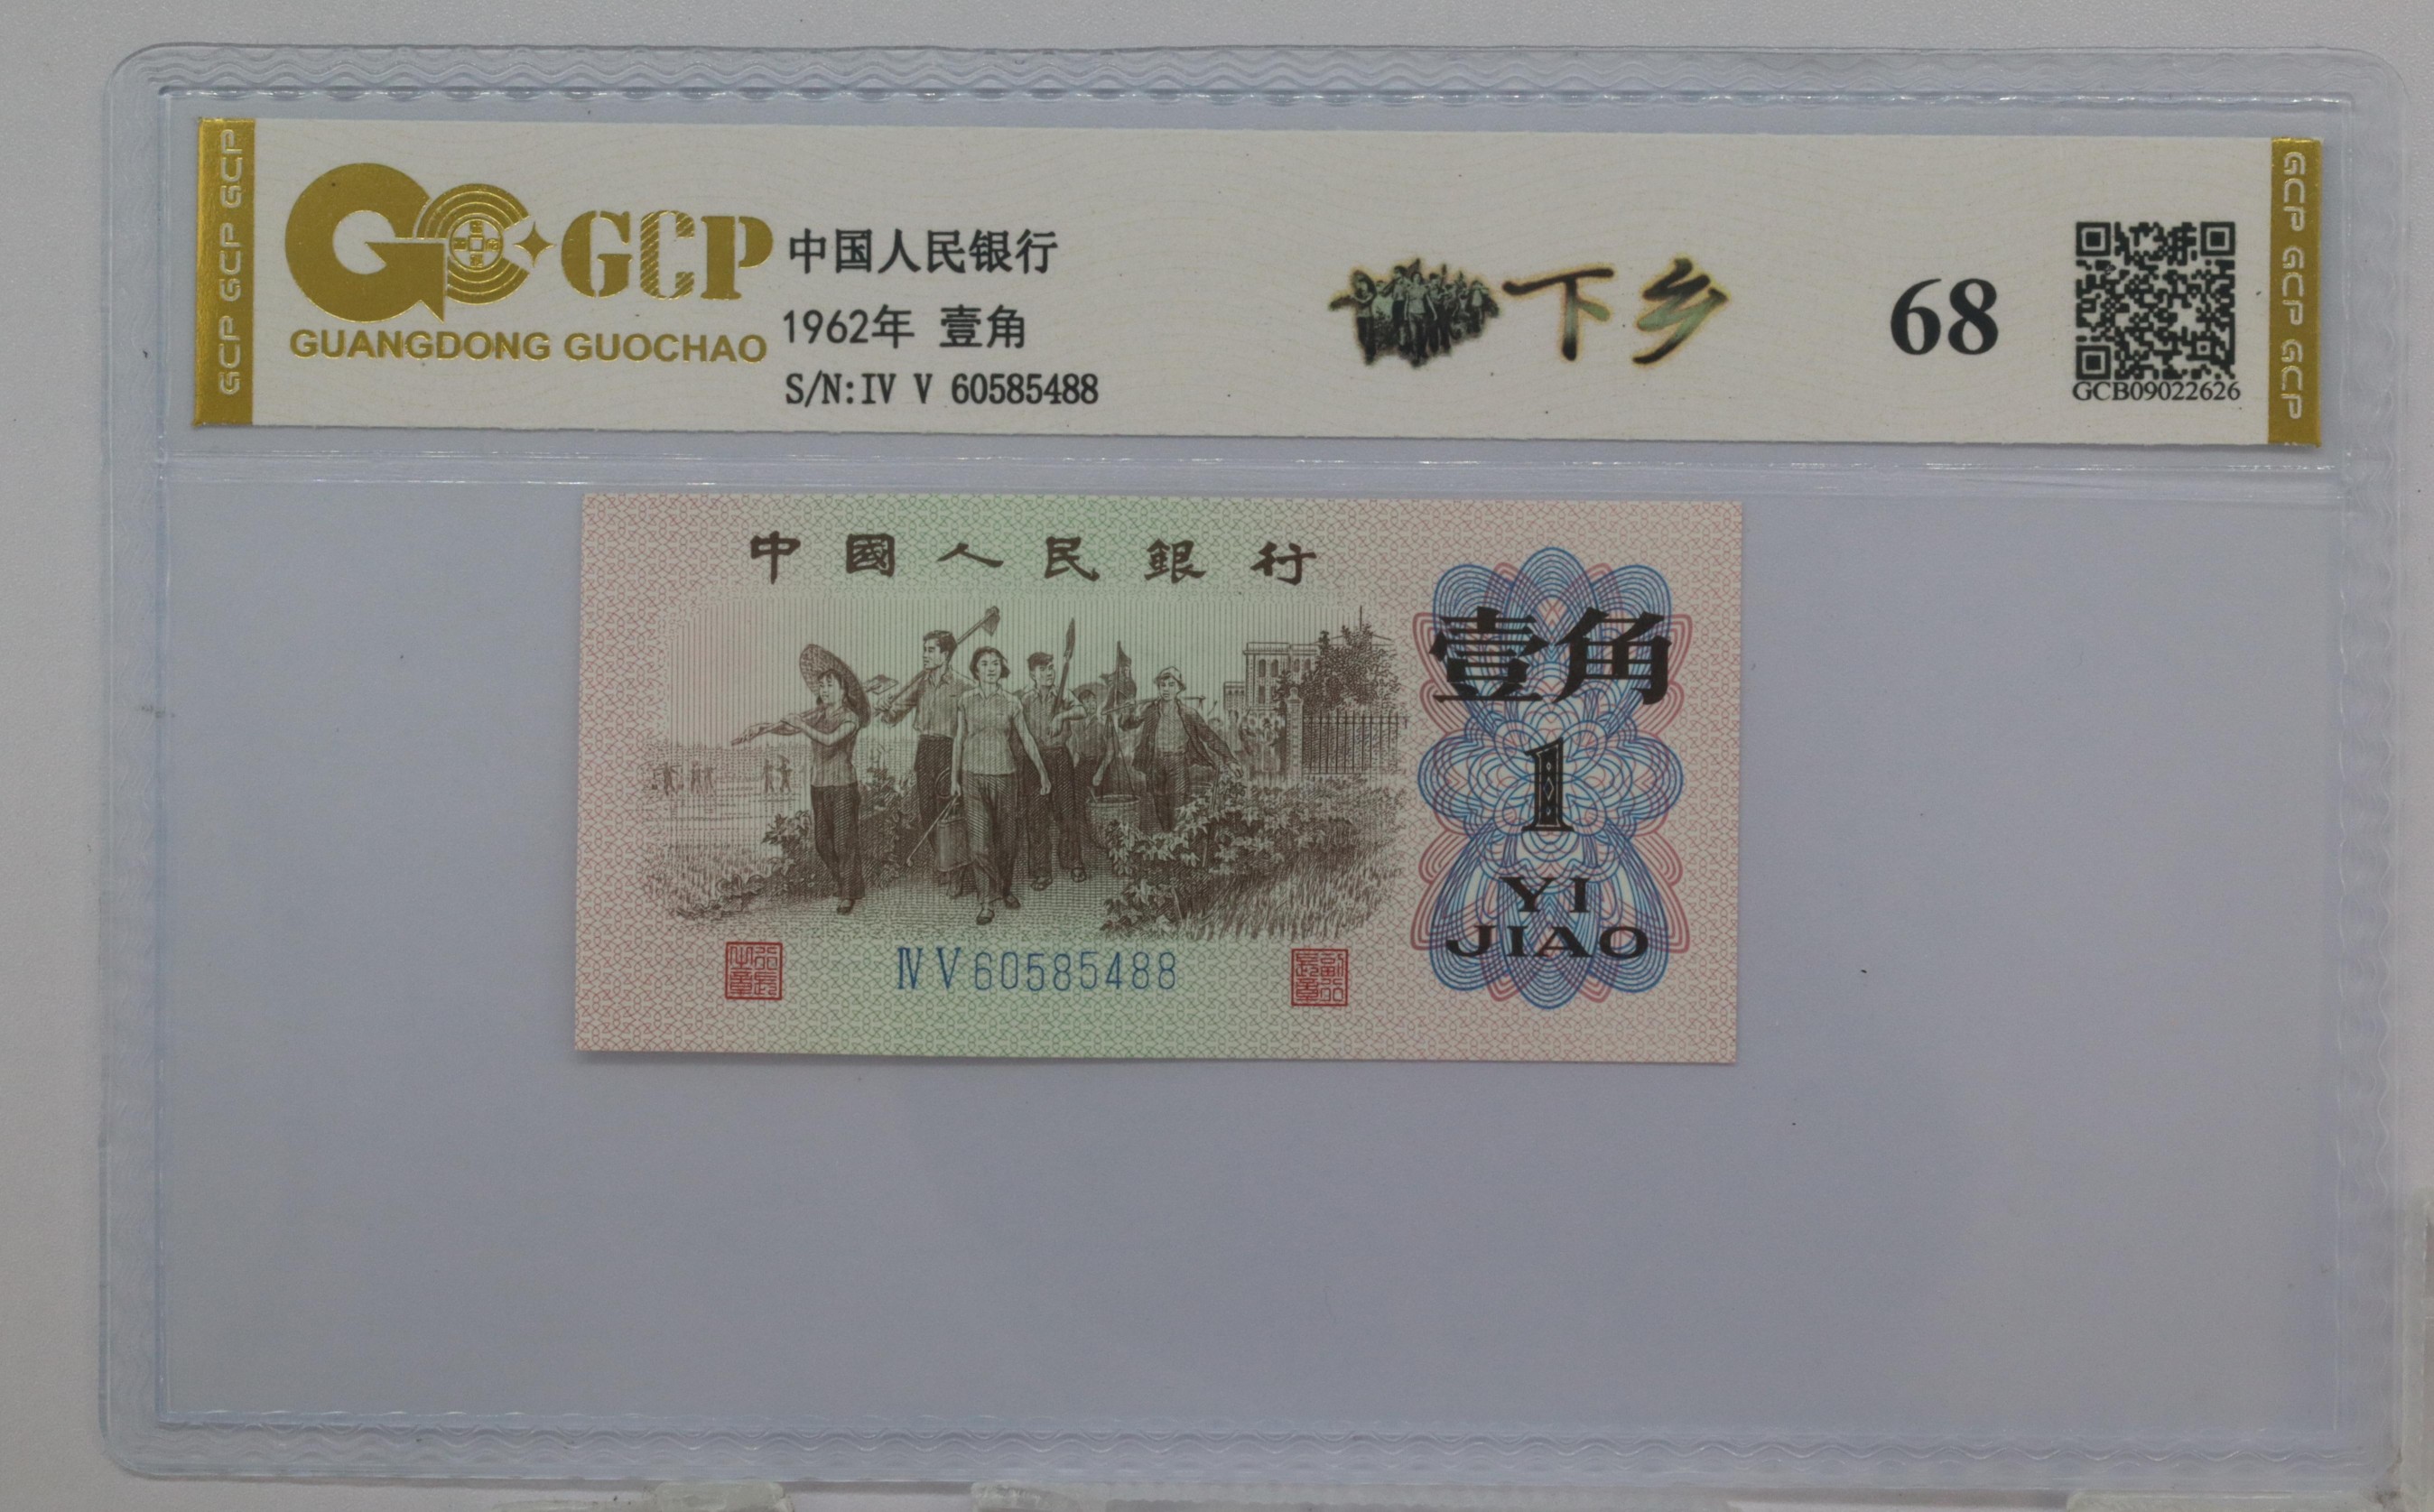 GCP GCP GCP
GCP
GUANGDONG GUOCHAO
中国人民银行
1962年 壹角
S/N:IV V 60585488
下乡
68
GCB09022626
GCP GCP GCP
中國人民銀行
壹角
1
YI
JIAO
IV V 60585488